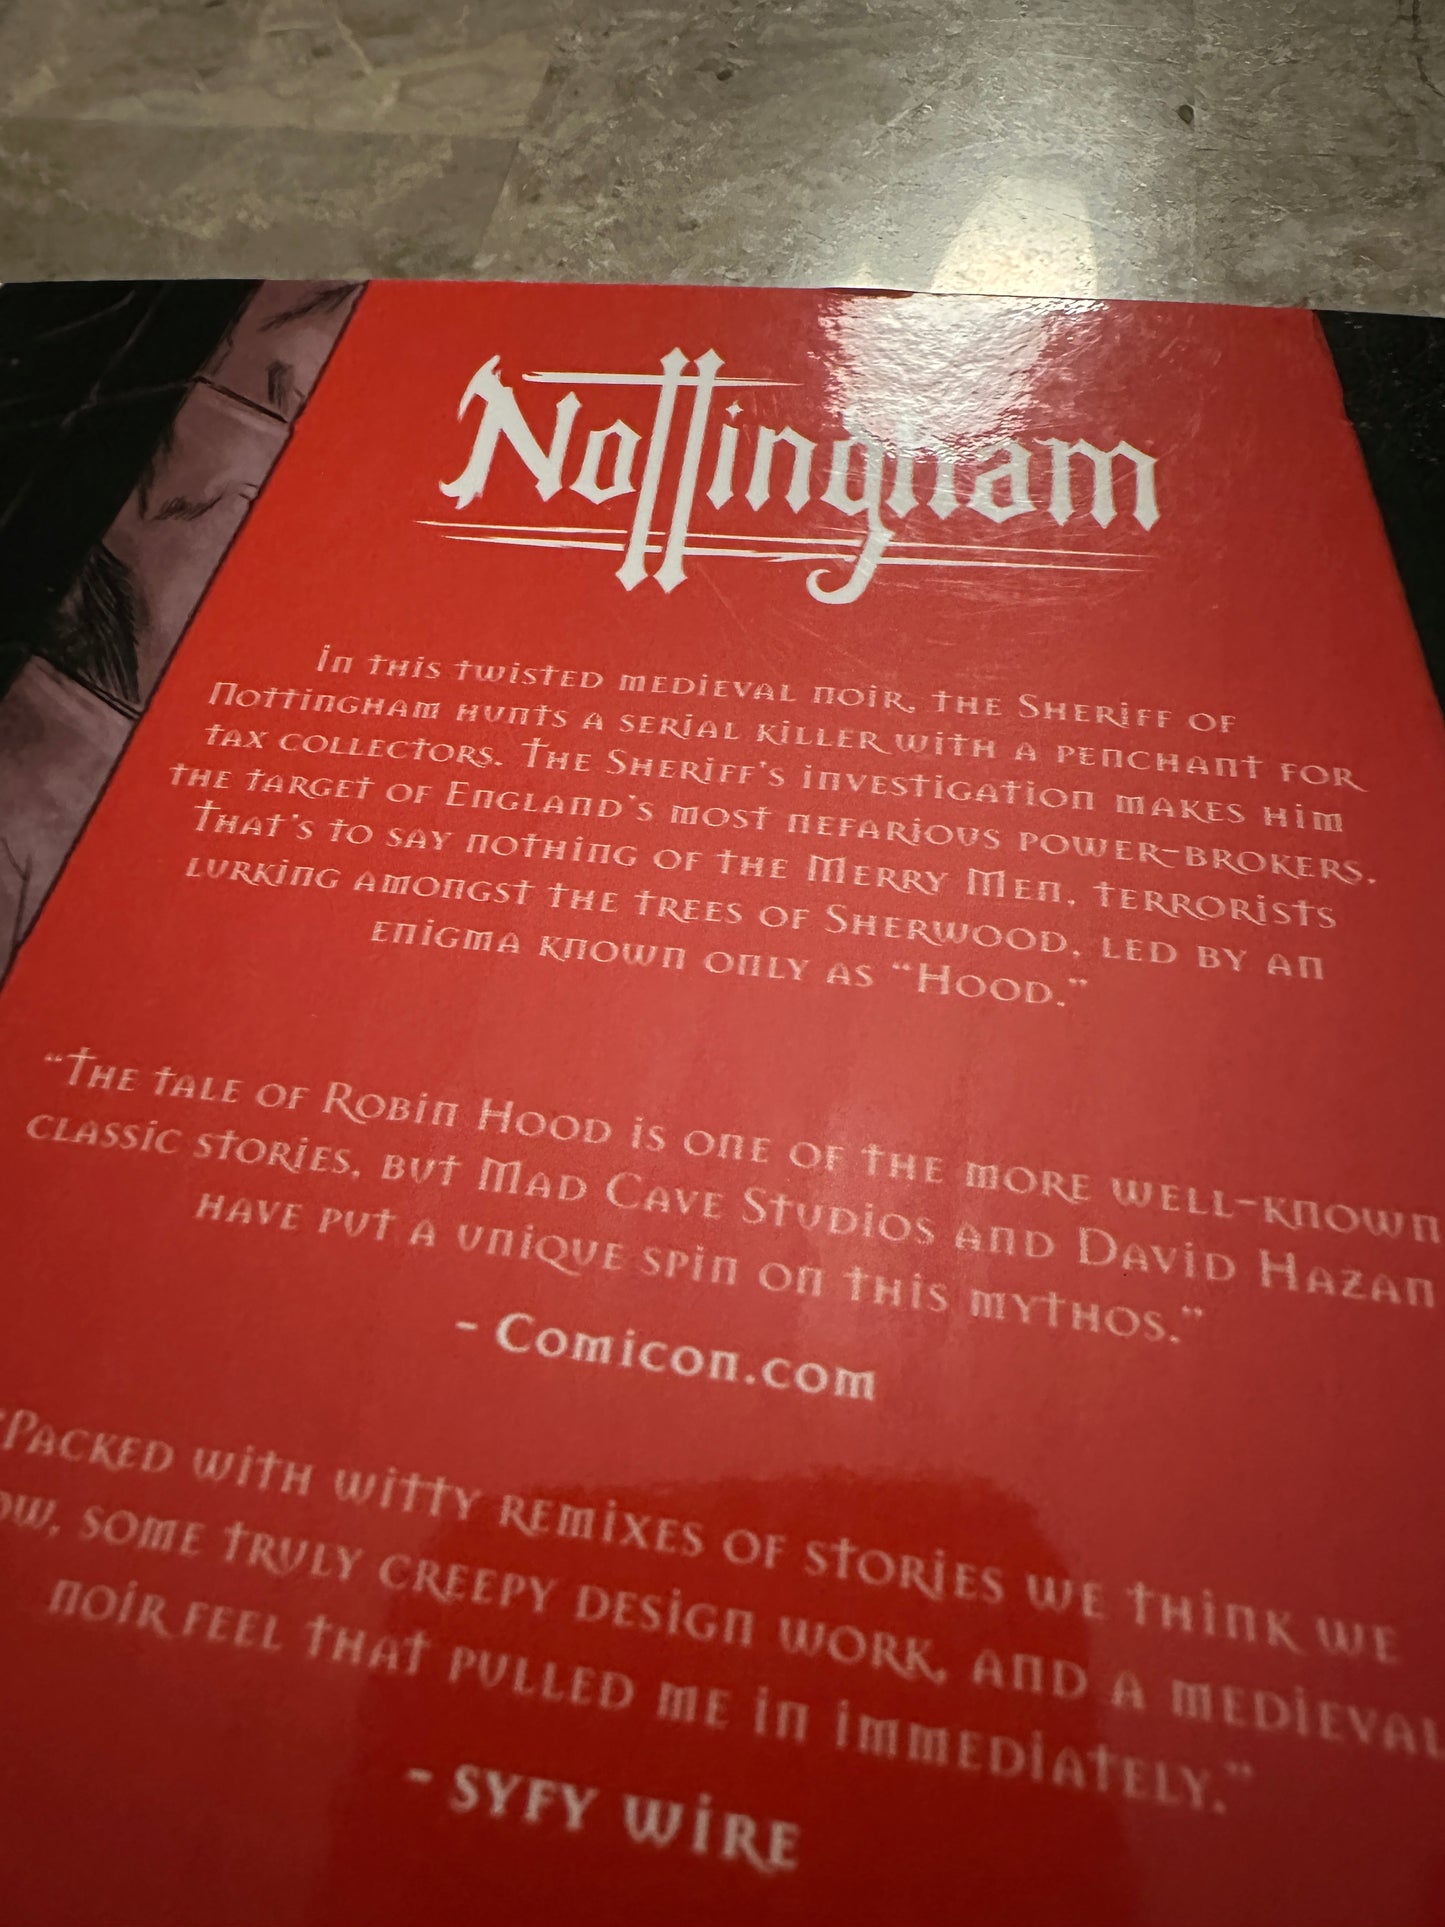 Nottingham
In this twisted medieval noir, the Sheriff of
Nottingham hunts a serial killer with a penchant for
tax collectors. The Sheriff's investigation makes him
the target of England's most nefarious power-brokers.
That's to say nothing of the Merry Men, terrorists
lurking amongst the trees of Sherwood, led by an
enigma known only as "Hood."
"The tale of Robin Hood is one of the more well-known
classic stories, but Mad Cave Studios and David Hazan
have put a unique spin on this mythos."
- Comicon.com
"Packed with witty remixes of stories we think we
some truly creepy design work, and a medieval
noir feel that pulled me in immediately."
- SYFY WIRE